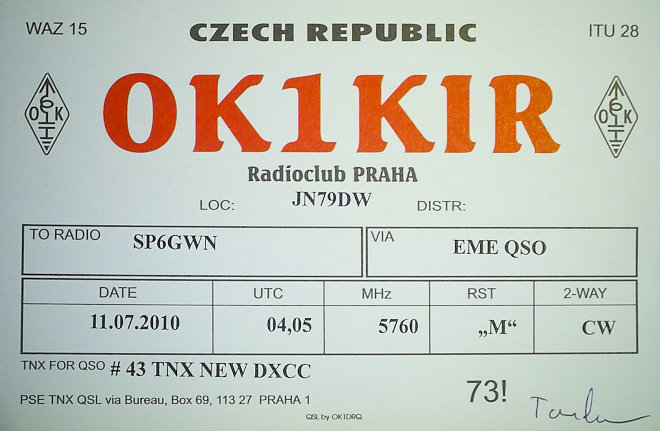 WAZ 15 CZECH REPUBLIC ITU 28
OK1KIR
O K O K
Radioclub PRAHA
LOC: JN79DW DISTR:
TO RADIO SP6GWN VIA EME QSO
DATE UTC MHz RST 2-WAY
11.07.2010 04,05 5760 „M“ CW
TNX FOR QSO # 43 TNX NEW DXCC
PSE TNX QSL via Bureau, Box 69, 113 27 PRAHA 1 73!
QSL by OK1DRQ